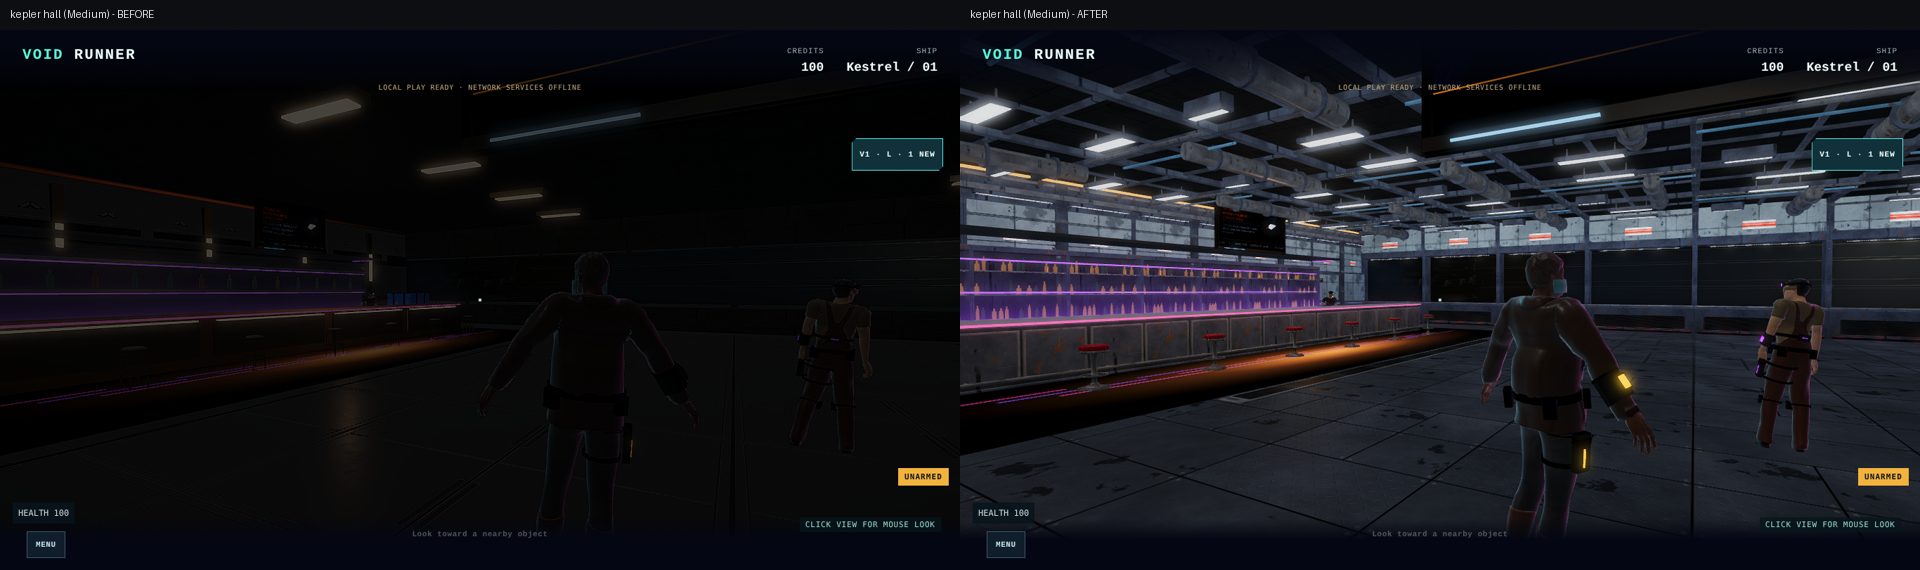 kepler hall (Medium) - BEFORE
VOID RUNNER
CREDITS
100
SHIP
Kestrel / 01
LOCAL PLAY READY · NETWORK SERVICES OFFLINE
V1 · L · 1 NEW
UNARMED
HEALTH 100
CLICK VIEW FOR MOUSE LOOK
Look toward a nearby object
MENU
kepler hall (Medium) - AFTER
VOID RUNNER
CREDITS
100
SHIP
Kestrel / 01
LOCAL PLAY READY · NETWORK SERVICES OFFLINE
V1 · L · 1 NEW
UNARMED
HEALTH 100
CLICK VIEW FOR MOUSE LOOK
Look toward a nearby object
MENU